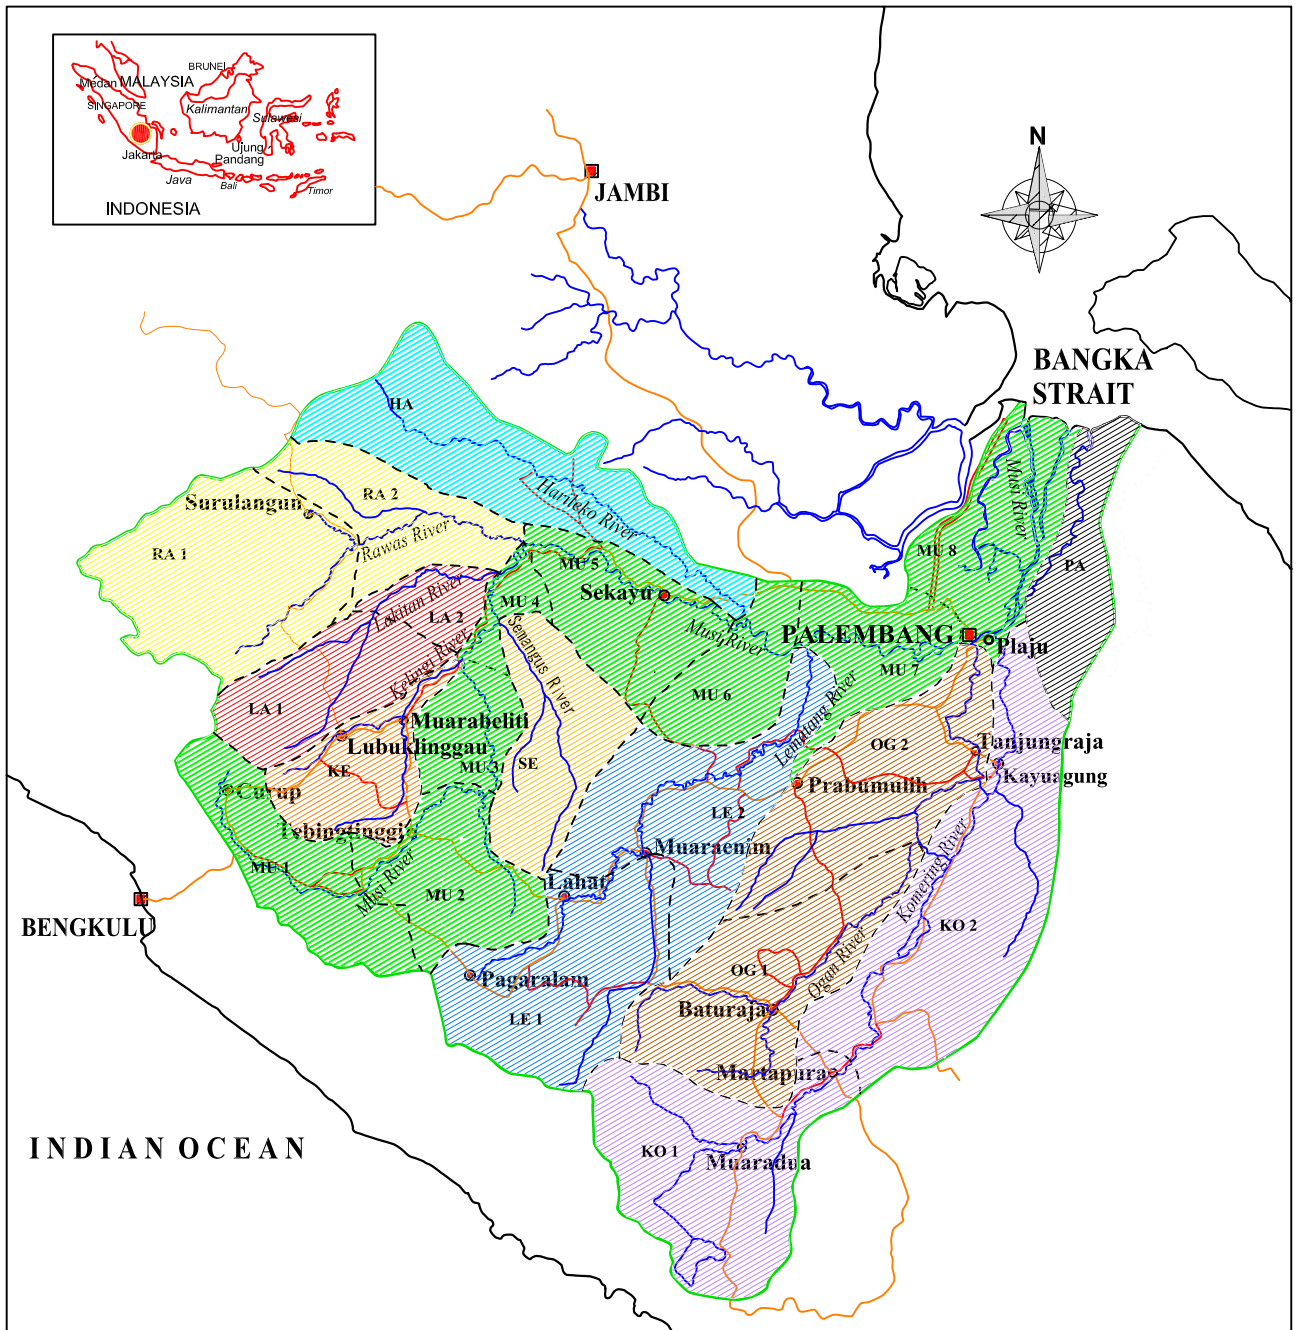 BRUNEI
Medan MALAYSIA
SINGAPORE
Kalimantan
Sulawesi
Jakarta
Ujung
Pandang
Java
Bali
Timor
INDONESIA
N
JAMBI
BANGKA
STRAIT
HA
RA 2
Surulangun
Harileko River
Musi River
Rawas River
RA 1
MU 5
MU 8
PA
Sekayu
Lakitan River
MU 4
LA 2
Semangus River
Musi River
PALEMBANG
Plaju
Kelingi River
MU 7
MU 6
LA 1
Muarabeliti
Lematang River
Lubuklinggau
OG 2
Tanjungraja
KE
MU 3
SE
Kayuagung
Curup
Prabumulih
LE 2
Tebingtinggi
Muaraenim
MU 1
Musi River
MU 2
Lahat
Komering River
BENGKULU
KO 2
Pagaralam
OG 1
Ogan River
LE 1
Baturaja
Martapura
INDIAN OCEAN
KO 1
Muaradua